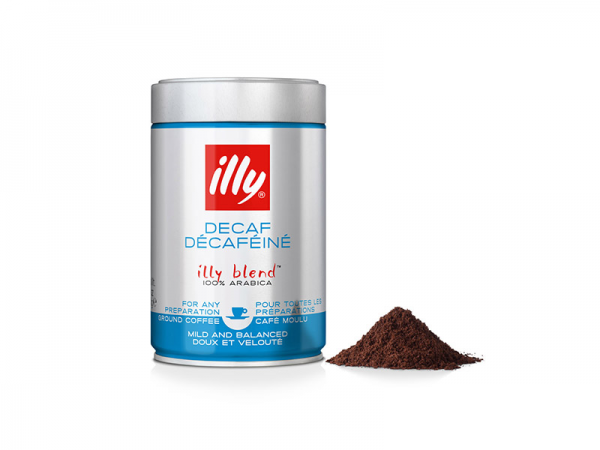 illy®
DECAF
DÉCAFÉINÉ
illy blend™
100% ARABICA
FOR ANY
PREPARATION
GROUND COFFEE
POUR TOUTES LES
PRÉPARATIONS
CAFÉ MOULU
MILD AND BALANCED
DOUX ET VELOUTÉ